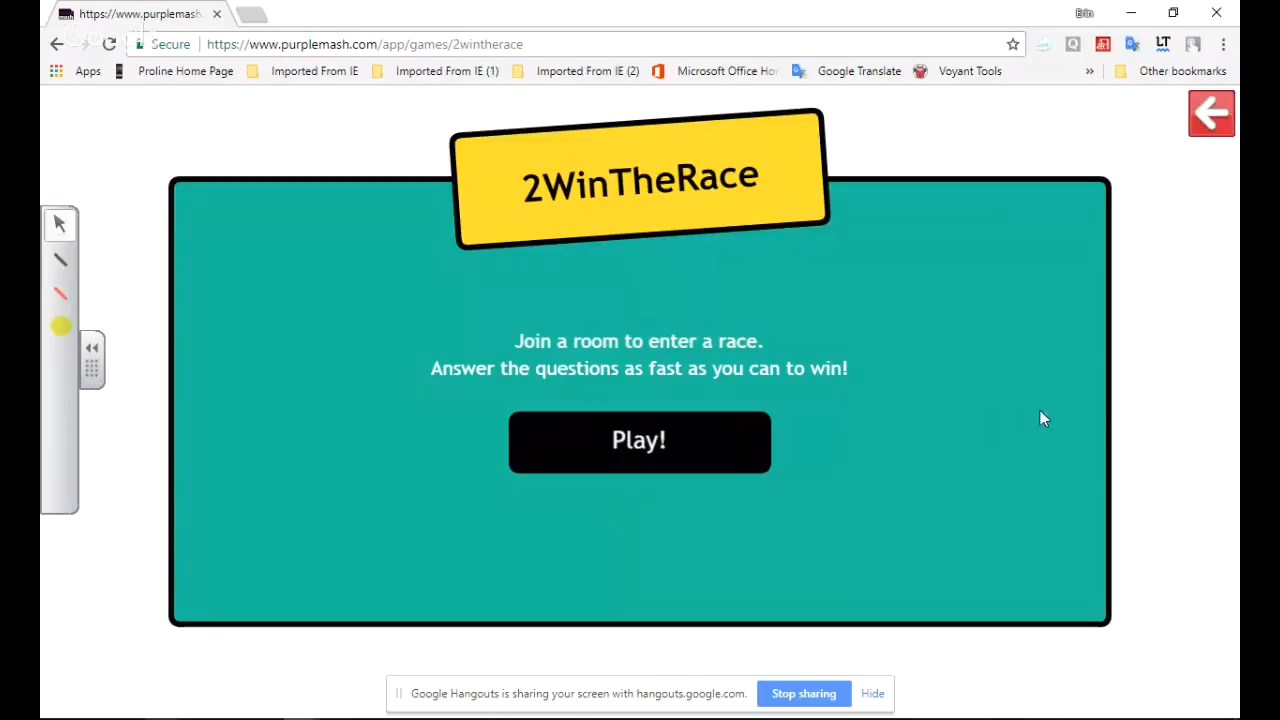 https://www.purplemash.
Erin
Secure https://www.purplemash.com/app/games/2wintherace
Apps Proline Home Page Imported From IE Imported From IE (1) Imported From IE (2) Microsoft Office Hor Google Translate Voyant Tools » Other bookmarks
2WinTheRace
Join a room to enter a race.
Answer the questions as fast as you can to win!
Play!
Google Hangouts is sharing your screen with hangouts.google.com. Stop sharing Hide